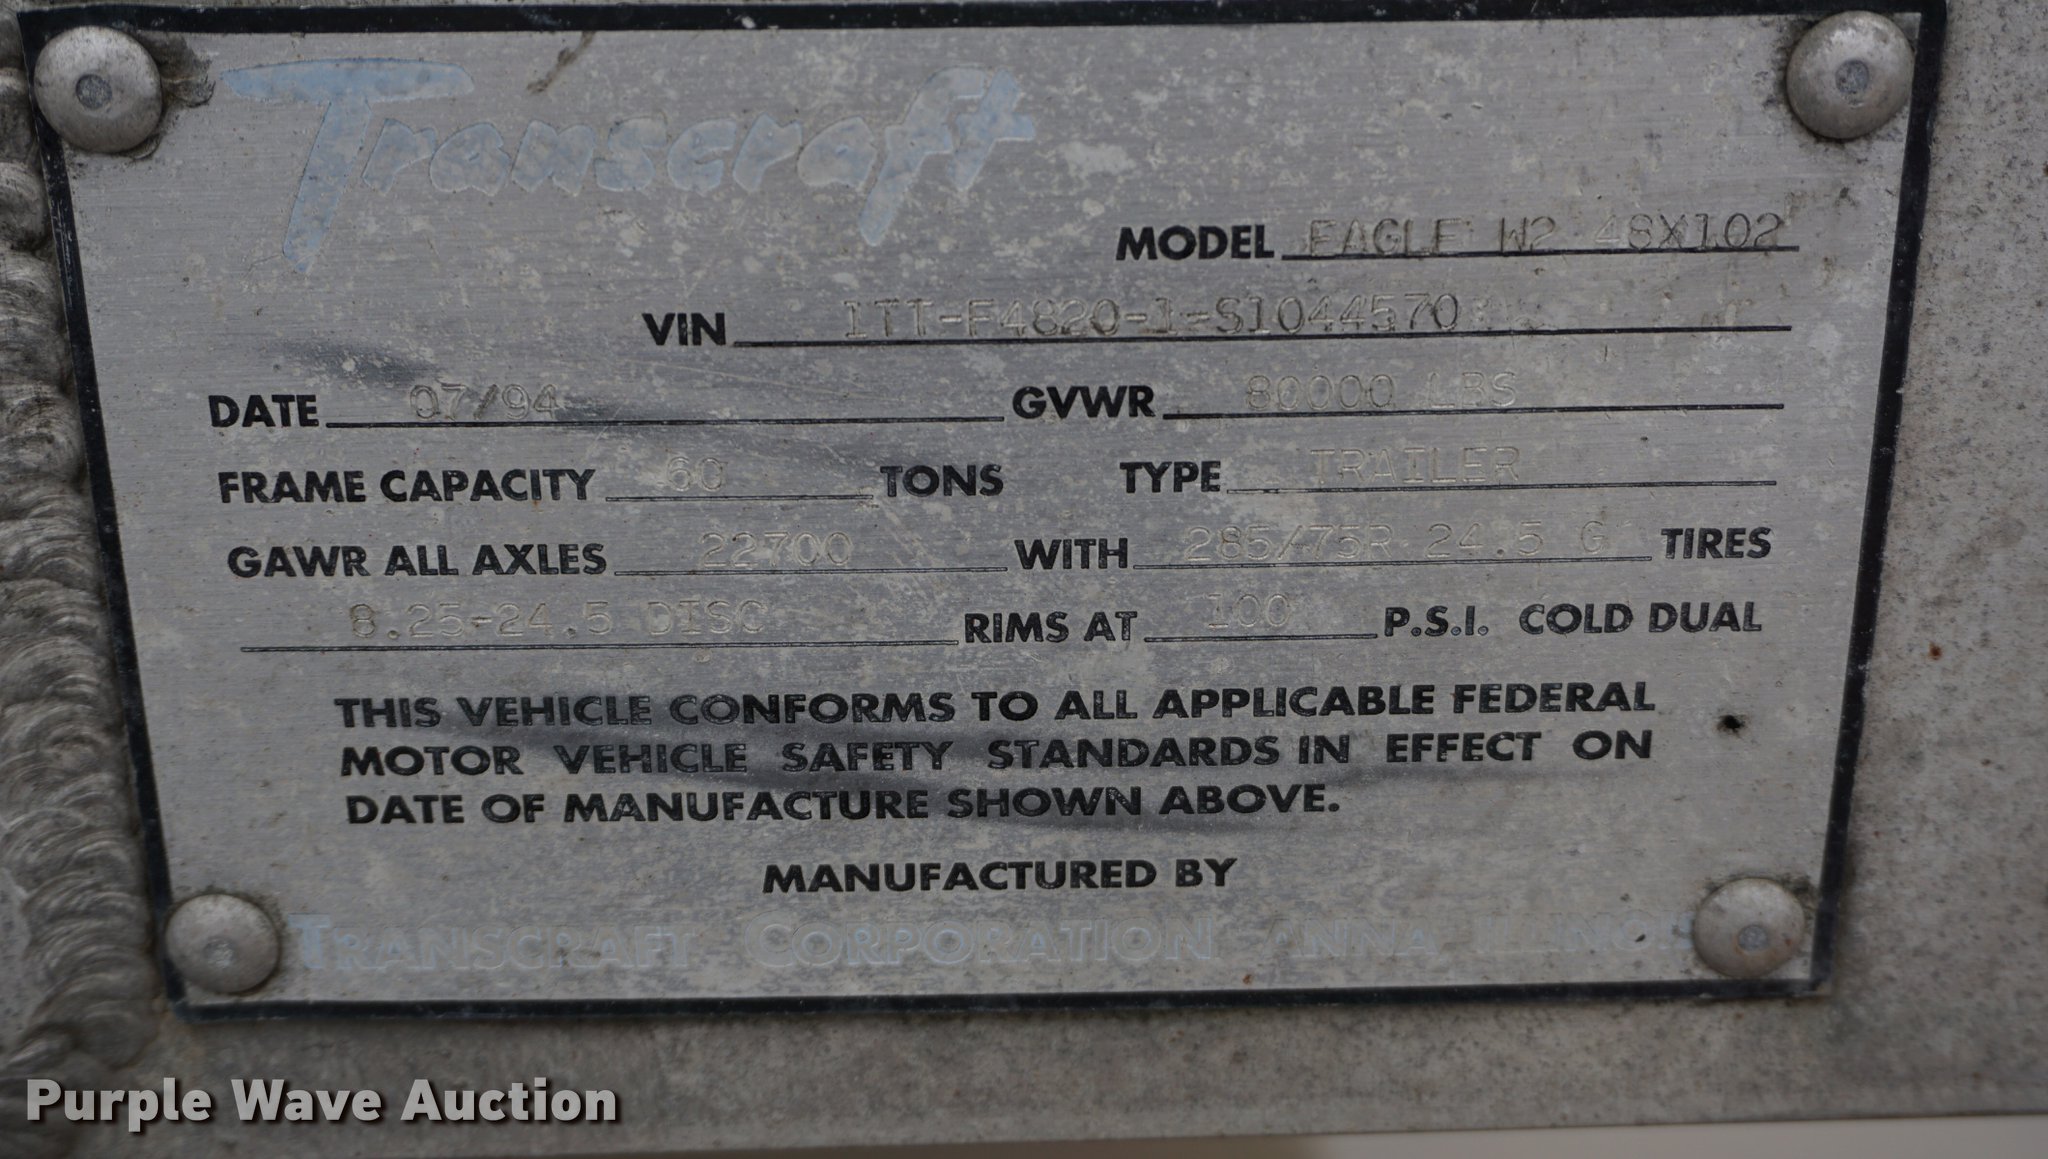 Transcraft
MODEL EAGLE W2 48X102
VIN 1TT-F4820-1-S1044570
DATE 07/94 GVWR 80000 LBS
FRAME CAPACITY 60 TONS TYPE TRAILER
GAWR ALL AXLES 22700 WITH 285/75R 24.5 G TIRES
8.25-24.5 DISC RIMS AT 100 P.S.I. COLD DUAL
THIS VEHICLE CONFORMS TO ALL APPLICABLE FEDERAL
MOTOR VEHICLE SAFETY STANDARDS IN EFFECT ON
DATE OF MANUFACTURE SHOWN ABOVE.
MANUFACTURED BY
TRANSCRAFT CORPORATION ANNA ILLINOIS
Purple Wave Auction